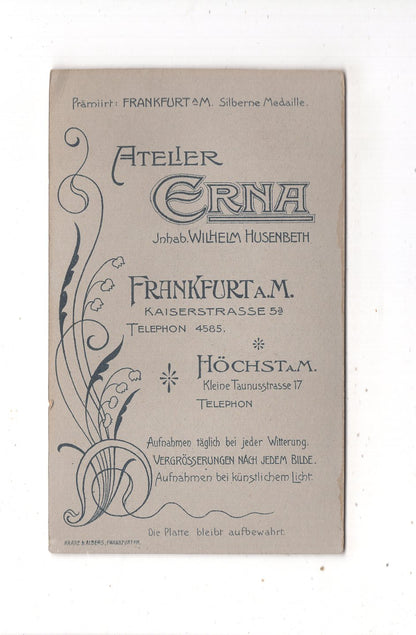 Prämiirt: FRANKFURT a/M. Silberne Medaille.
ATELIER
ERNA
Jnhab. WILHELM HUSENBETH
FRANKFURT A. M.
KAISERSTRASSE 5a
TELEPHON 4585.
HÖCHST A. M.
Kleine Taunusstrasse 17
TELEPHON
Aufnahmen täglich bei jeder Witterung.
VERGRÖSSERUNGEN NACH JEDEM BILDE.
Aufnahmen bei künstlichem Licht.
Die Platte bleibt aufbewahrt.
FRANKFURT/M.